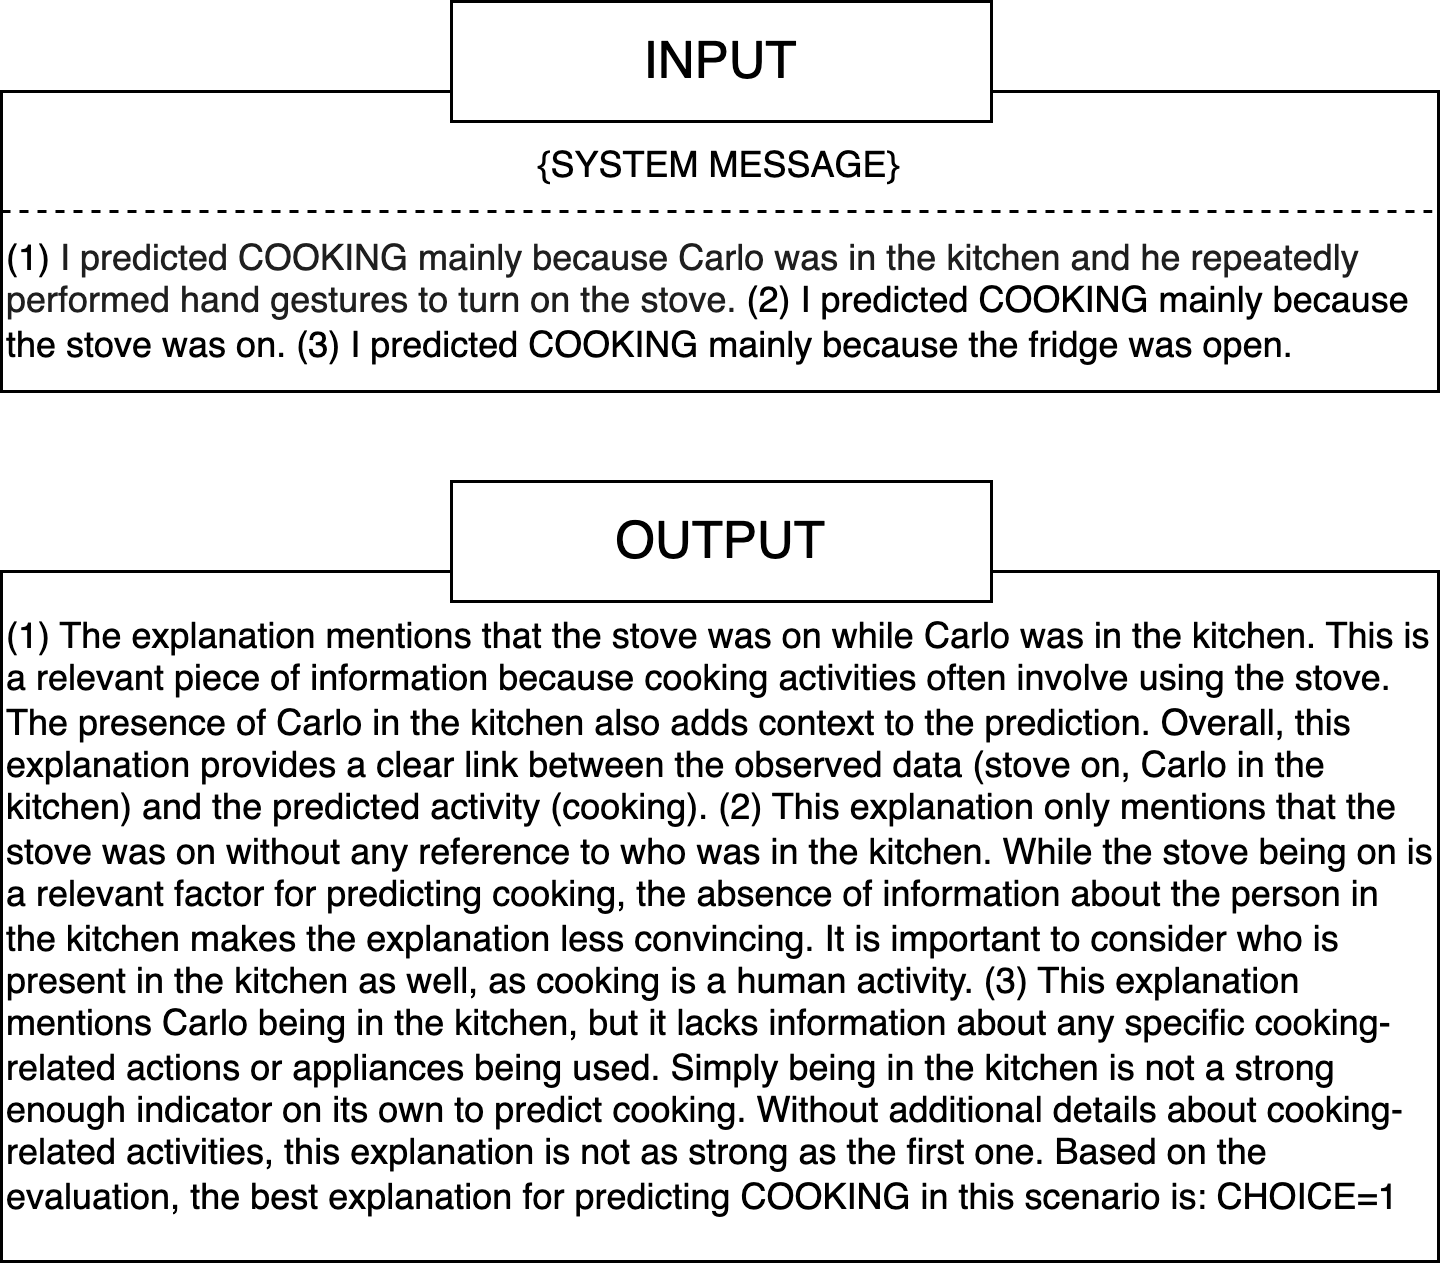 INPUT
{SYSTEM MESSAGE}
(1) I predicted COOKING mainly because Carlo was in the kitchen and he repeatedly
performed hand gestures to turn on the stove. (2) I predicted COOKING mainly because
the stove was on. (3) I predicted COOKING mainly because the fridge was open.
OUTPUT
(1) The explanation mentions that the stove was on while Carlo was in the kitchen. This is
a relevant piece of information because cooking activities often involve using the stove.
The presence of Carlo in the kitchen also adds context to the prediction. Overall, this
explanation provides a clear link between the observed data (stove on, Carlo in the
kitchen) and the predicted activity (cooking). (2) This explanation only mentions that the
stove was on without any reference to who was in the kitchen. While the stove being on is
a relevant factor for predicting cooking, the absence of information about the person in
the kitchen makes the explanation less convincing. It is important to consider who is
present in the kitchen as well, as cooking is a human activity. (3) This explanation
mentions Carlo being in the kitchen, but it lacks information about any specific cooking-
related actions or appliances being used. Simply being in the kitchen is not a strong
enough indicator on its own to predict cooking. Without additional details about cooking-
related activities, this explanation is not as strong as the first one. Based on the
evaluation, the best explanation for predicting COOKING in this scenario is: CHOICE=1